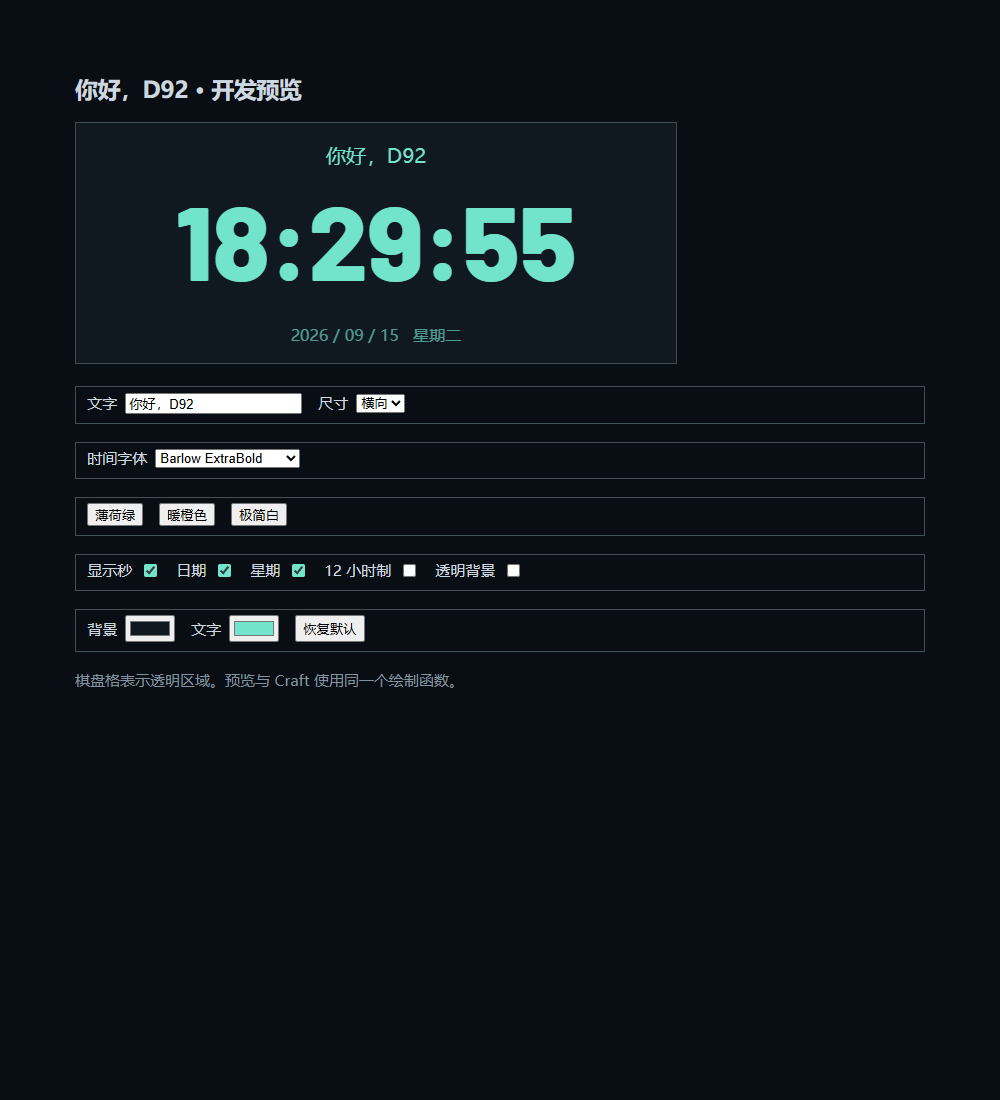 你好，D92 • 开发预览
你好，D92
18:29:55
2026 / 09 / 15 星期二
文字 你好，D92 尺寸 横向
时间字体 Barlow ExtraBold
薄荷绿 暖橙色 极简白
显示秒 日期 星期 12 小时制 透明背景
背景 文字 恢复默认
棋盘格表示透明区域。预览与 Craft 使用同一个绘制函数。